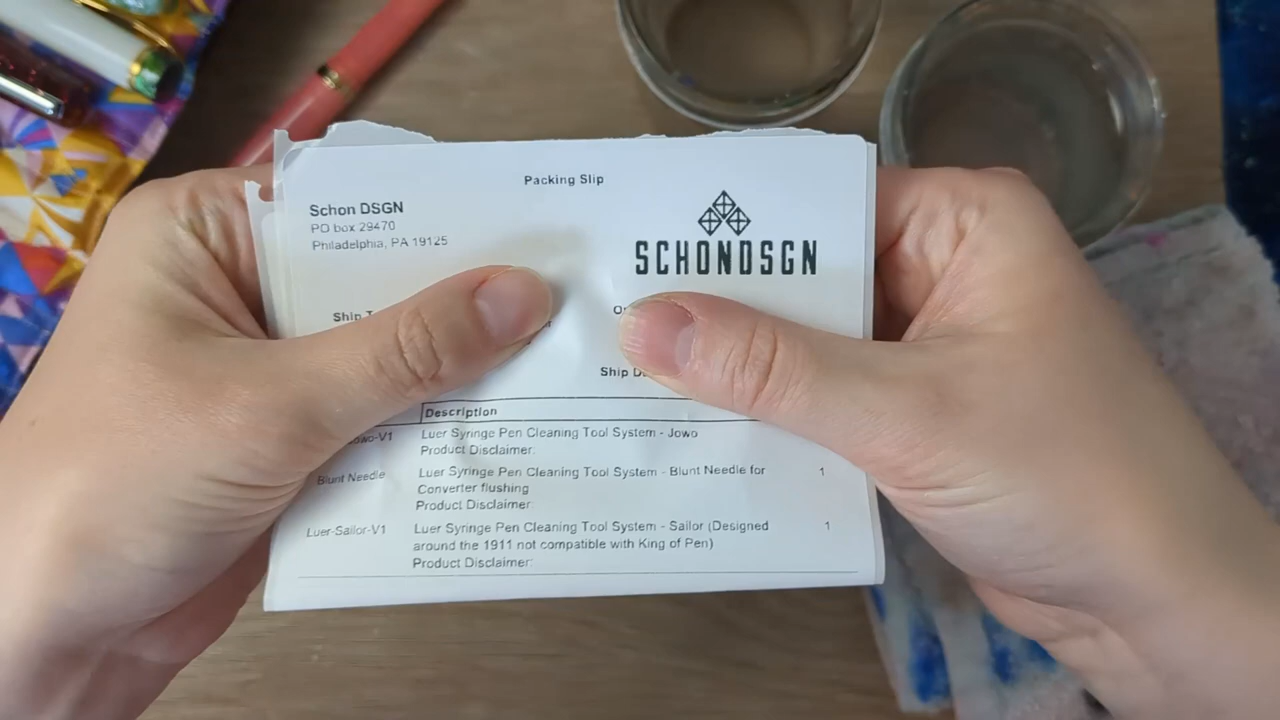 Packing Slip
Schon DSGN
PO box 29470
Philadelphia, PA 19125
SCHONDSGN
Ship
Ship
Description
Luer Syringe Pen Cleaning Tool System - Jowo
Product Disclaimer:
Blunt Needle
Luer Syringe Pen Cleaning Tool System - Blunt Needle for 1
Converter flushing
Product Disclaimer:
Luer-Sailor-V1
Luer Syringe Pen Cleaning Tool System - Sailor (Designed 1
around the 1911 not compatible with King of Pen)
Product Disclaimer: